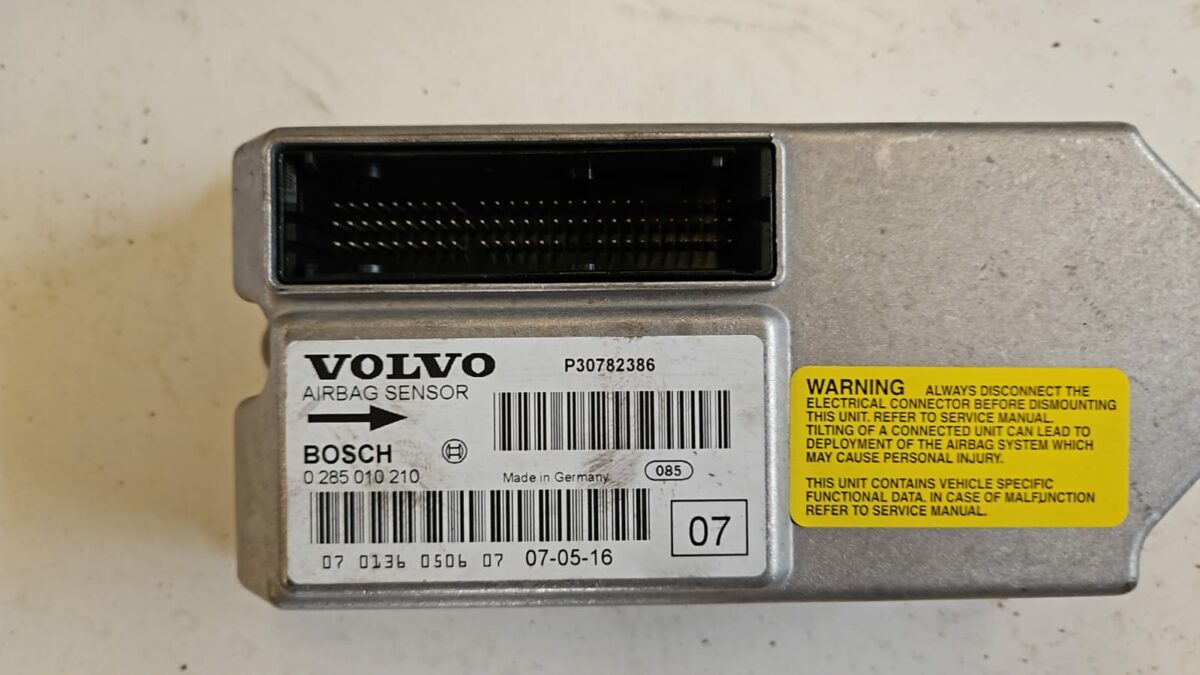 VOLVO
P30782386
AIRBAG SENSOR
BOSCH
0 285 010 210
Made in Germany
085
07
07 0136 0506 07
07-05-16
WARNING ALWAYS DISCONNECT THE
ELECTRICAL CONNECTOR BEFORE DISMOUNTING
THIS UNIT. REFER TO SERVICE MANUAL.
TILTING OF A CONNECTED UNIT CAN LEAD TO
DEPLOYMENT OF THE AIRBAG SYSTEM WHICH
MAY CAUSE PERSONAL INJURY.
THIS UNIT CONTAINS VEHICLE SPECIFIC
FUNCTIONAL DATA. IN CASE OF MALFUNCTION
REFER TO SERVICE MANUAL.